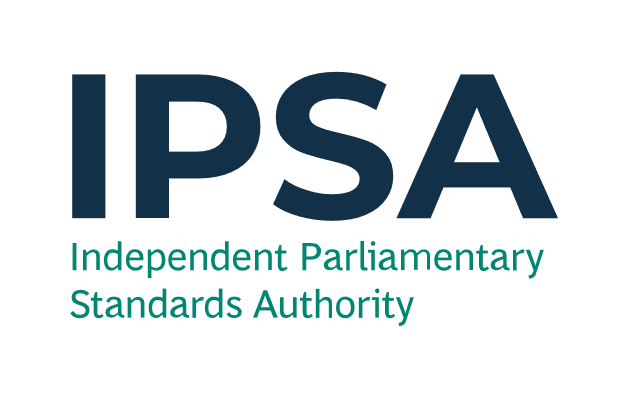 IPSA
Independent Parliamentary
Standards Authority